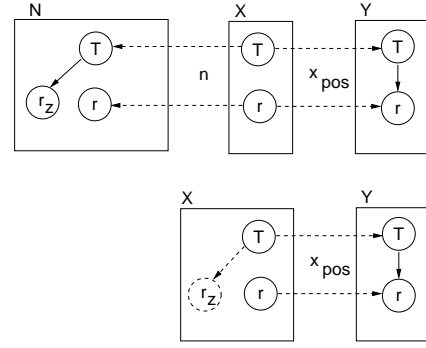 N X Y
T T T
n x pos
r z r r r
X Y
T T
x pos
r z r r